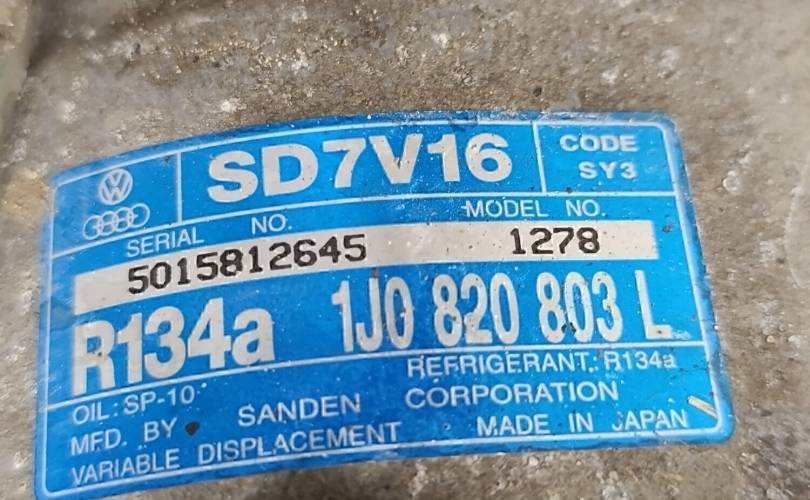 SD7V16
CODE
SY3
SERIAL NO.
MODEL NO.
5015812645 1278
R134a 1J0 820 803 L
REFRIGERANT: R134a
OIL: SP-10
MFD. BY SANDEN CORPORATION
VARIABLE DISPLACEMENT MADE IN JAPAN